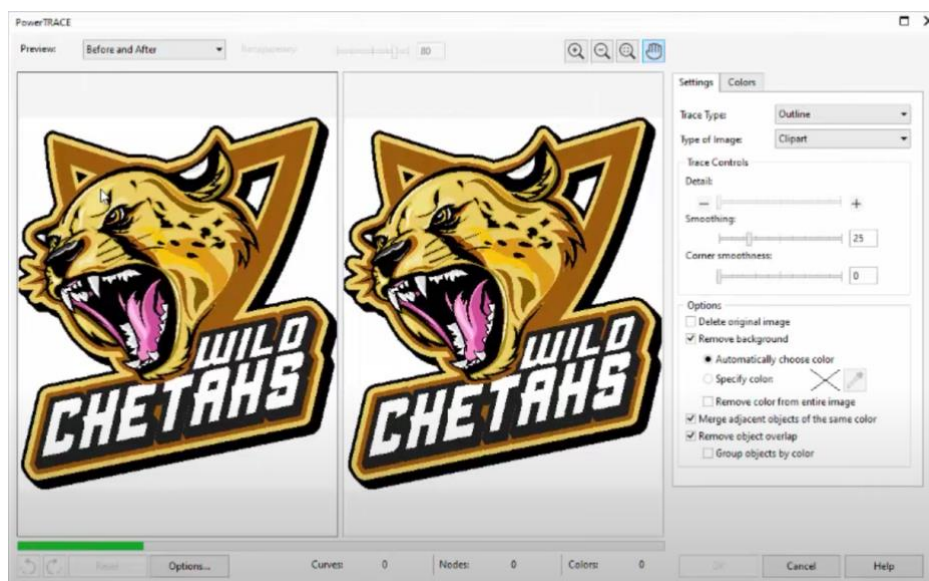 PowerTRACE
Preview: Before and After Transparency: 80
Settings Colors
Trace Type: Outline
Type of Image: Clipart
Trace Controls
Detail:
Smoothing:
25
Corner smoothness:
0
Options
Delete original image
Remove background
Automatically choose color
Specify color:
Remove color from entire image
Merge adjacent objects of the same color
Remove object overlap
Group objects by color
WILD
CHETAHS
WILD
CHETAHS
Reset Options... Curves: 0 Nodes: 0 Colors: 0 OK Cancel Help